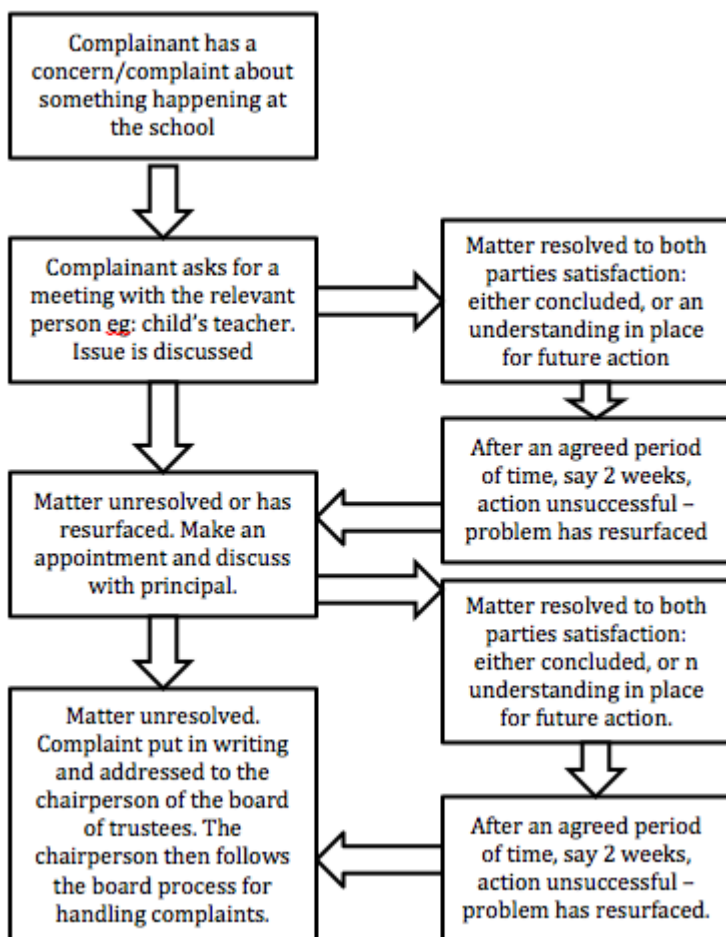 Complainant has a
concern/complaint about
something happening at
the school
Complainant asks for a
meeting with the relevant
person eg: child's teacher.
Issue is discussed
Matter resolved to both
parties satisfaction:
either concluded, or an
understanding in place
for future action
After an agreed period
of time, say 2 weeks,
action unsuccessful –
problem has resurfaced
Matter unresolved or has
resurfaced. Make an
appointment and discuss
with principal.
Matter resolved to both
parties satisfaction:
either concluded, or n
understanding in place
for future action.
After an agreed period
of time, say 2 weeks,
action unsuccessful –
problem has resurfaced.
Matter unresolved.
Complaint put in writing
and addressed to the
chairperson of the board
of trustees. The
chairperson then follows
the board process for
handling complaints.